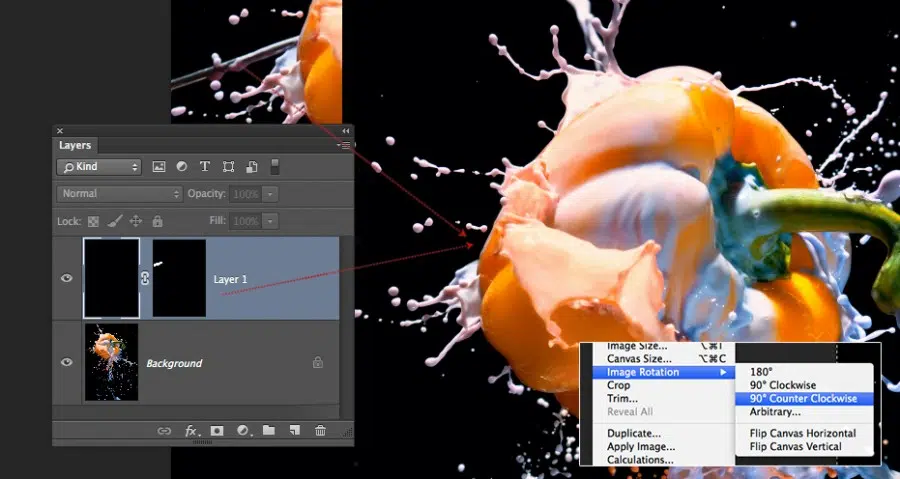 Layers
Kind
Normal Opacity: 100%
Lock: Fill: 100%
Layer 1
Background
fx
Image Size... ⌥⌘I
Canvas Size... ⌥⌘C
Image Rotation
Crop
Trim...
Reveal All
Duplicate...
Apply Image...
Calculations...
180°
90° Clockwise
90° Counter Clockwise
Arbitrary...
Flip Canvas Horizontal
Flip Canvas Vertical